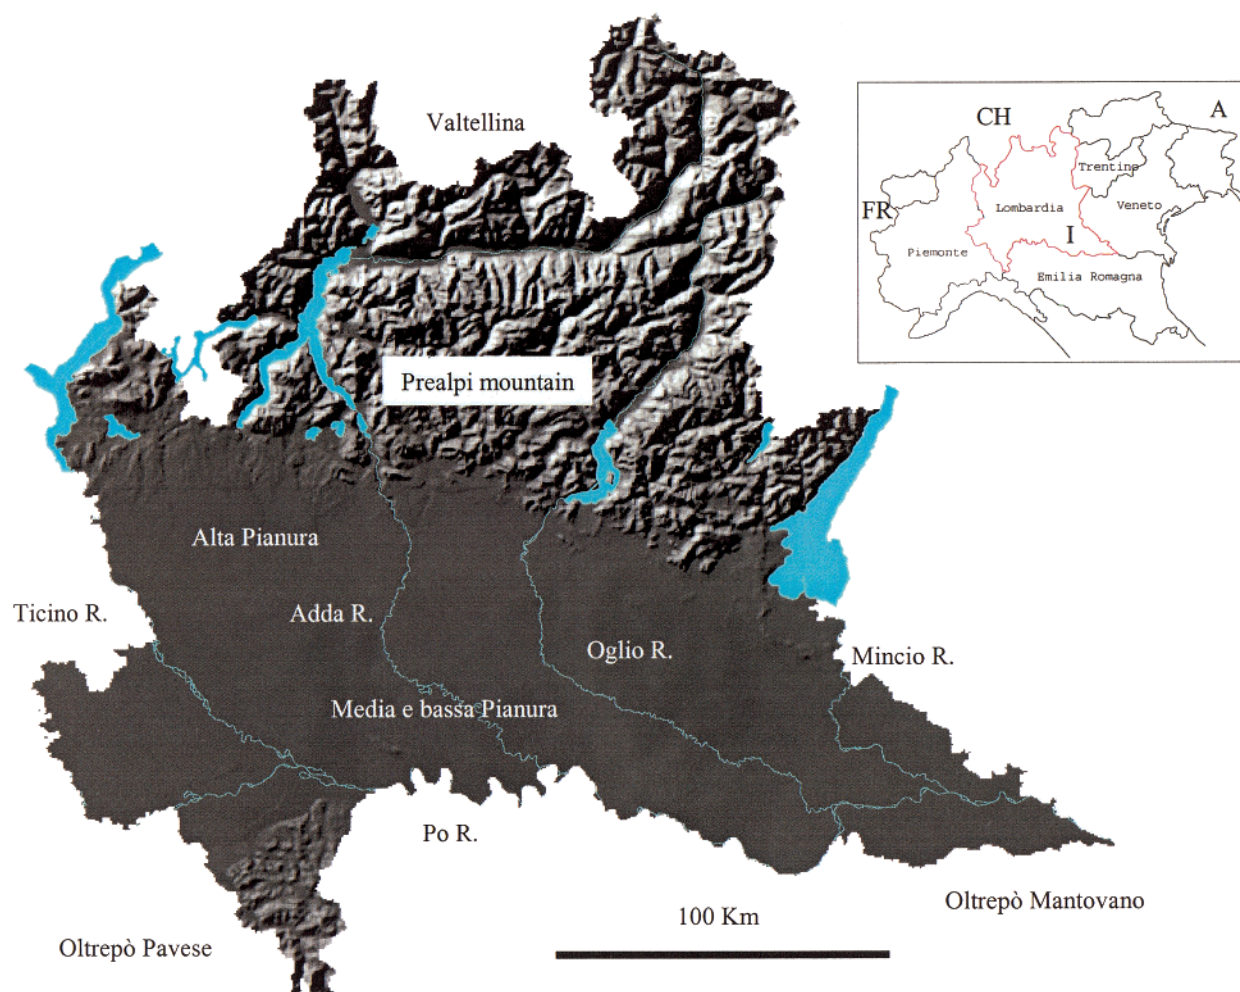 Valtellina
CH
A
Trentino
FR
Lombardia
Veneto
I
Piemonte
Emilia Romagna
Prealpi mountain
Alta Pianura
Ticino R.
Adda R.
Oglio R.
Mincio R.
Media e bassa Pianura
Po R.
Oltrepò Mantovano
100 Km
Oltrepò Pavese